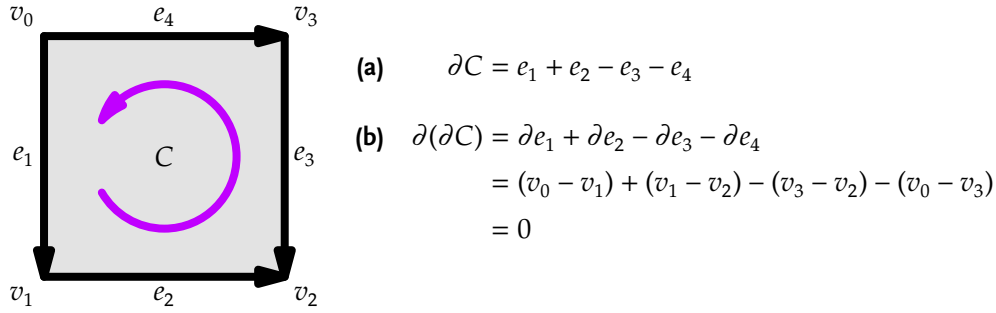 v₀ e₄ v₃
e₁ C e₃
v₁ e₂ v₂
(a) ∂C = e₁ + e₂ − e₃ − e₄
(b) ∂(∂C) = ∂e₁ + ∂e₂ − ∂e₃ − ∂e₄
= (v₀ − v₁) + (v₁ − v₂) − (v₃ − v₂) − (v₀ − v₃)
= 0